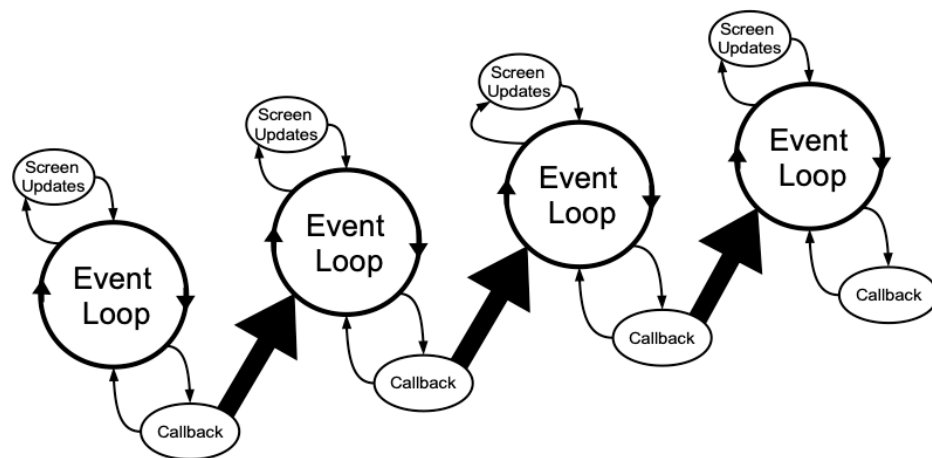 Screen
Updates
Event
Loop
Callback
Screen
Updates
Event
Loop
Callback
Screen
Updates
Event
Loop
Callback
Screen
Updates
Event
Loop
Callback